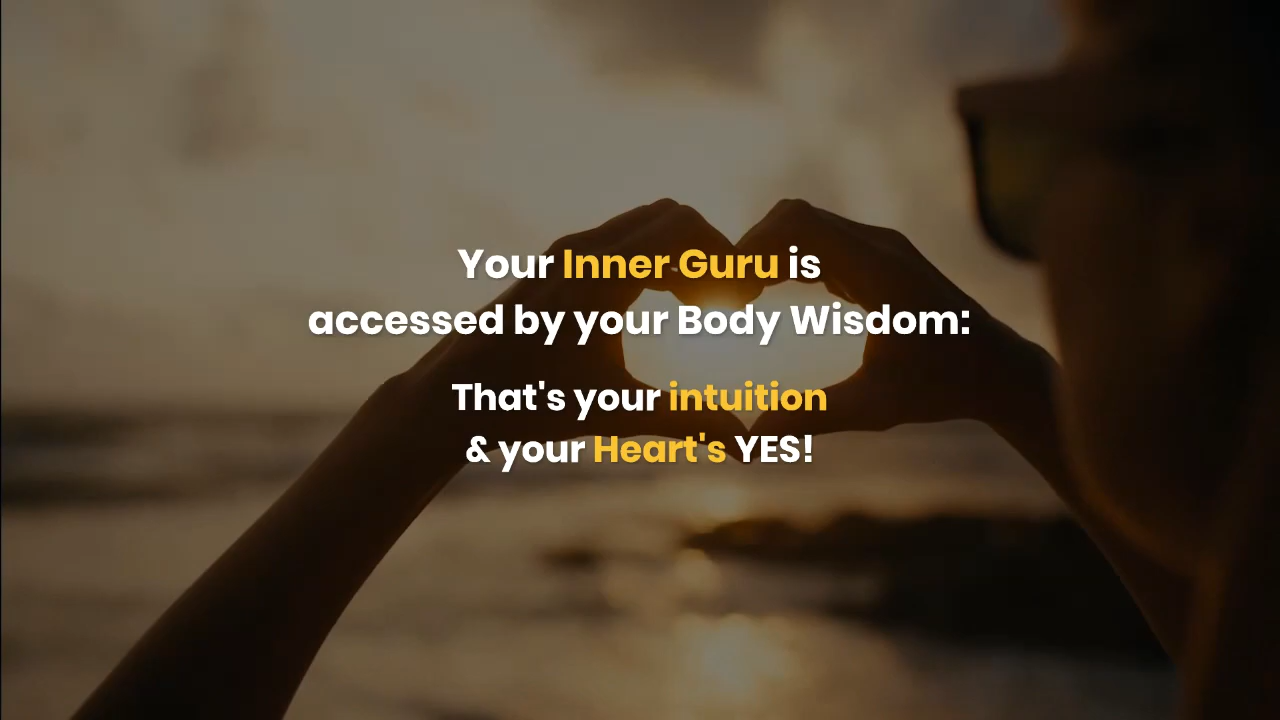 Your Inner Guru is
accessed by your Body Wisdom:
That's your intuition
& your Heart's YES!